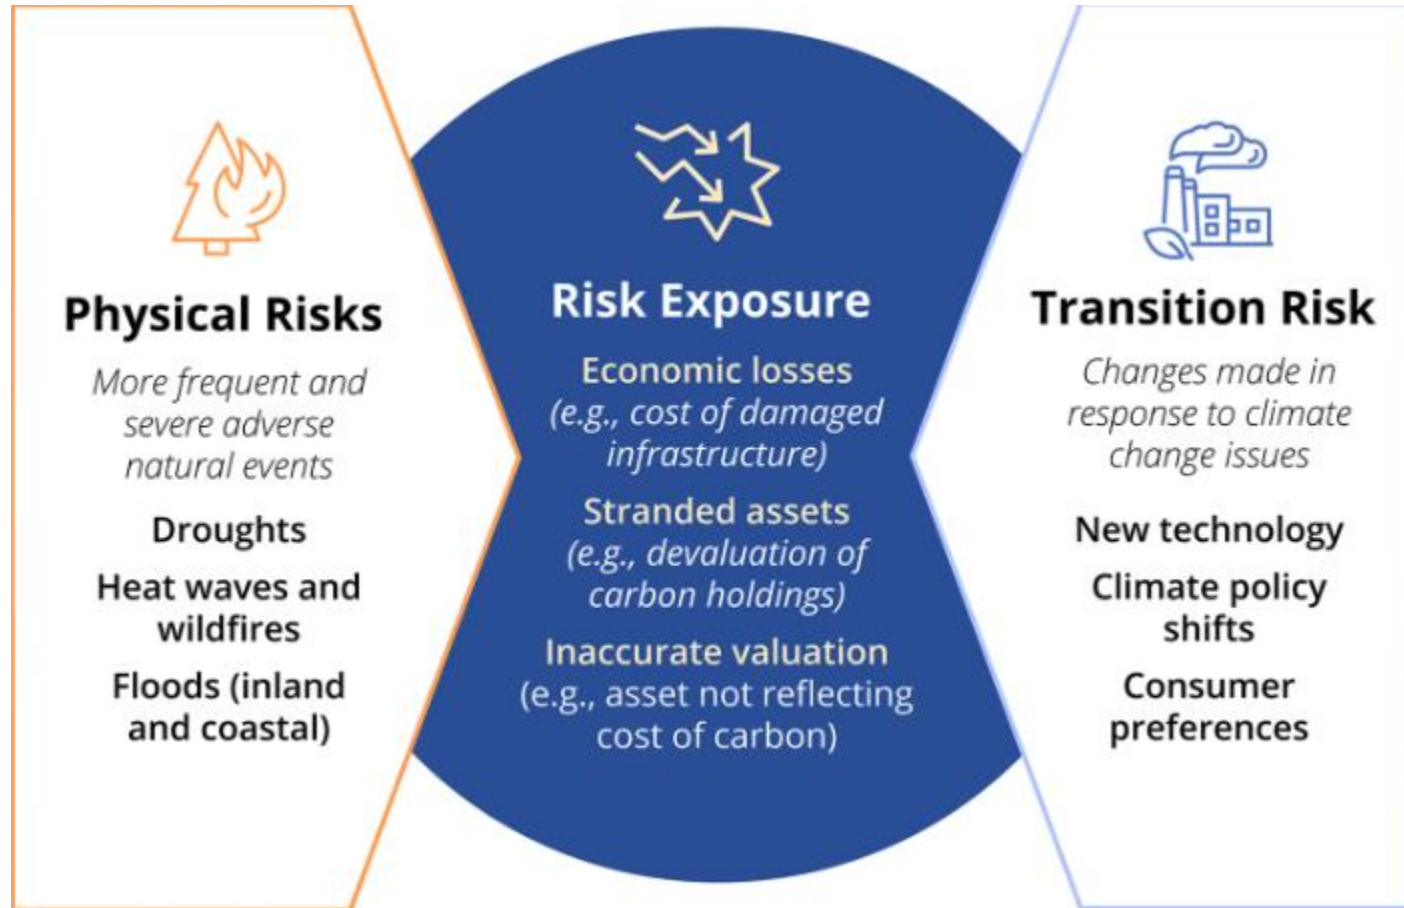 Physical Risks
More frequent and
severe adverse
natural events
Droughts
Heat waves and
wildfires
Floods (inland
and coastal)
Risk Exposure
Economic losses
(e.g., cost of damaged
infrastructure)
Stranded assets
(e.g., devaluation of
carbon holdings)
Inaccurate valuation
(e.g., asset not reflecting
cost of carbon)
Transition Risk
Changes made in
response to climate
change issues
New technology
Climate policy
shifts
Consumer
preferences